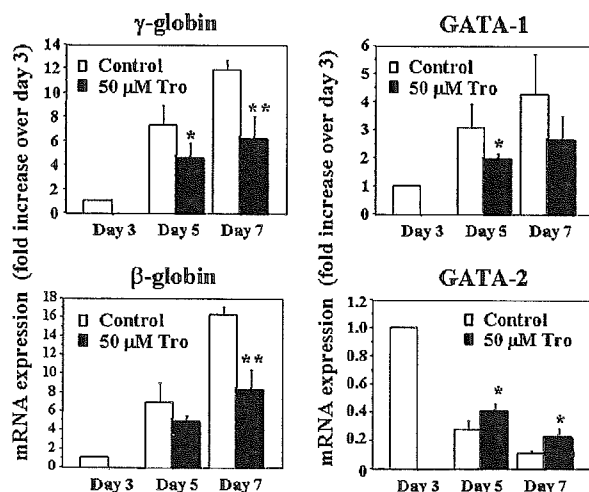 γ-globin
14
12
10
8
6
4
2
0
Control
50 μM Tro
*
**
Day 3
Day 5
Day 7
GATA-1
6
5
4
3
2
1
0
Control
50 μM Tro
*
Day 3
Day 5
Day 7
β-globin
18
16
14
12
10
8
6
4
2
0
Control
50 μM Tro
**
Day 3
Day 5
Day 7
GATA-2
1.2
1.0
0.8
0.6
0.4
0.2
0
Control
50 μM Tro
*
*
Day 3
Day 5
Day 7
mRNA expression (fold increase over day 3)
mRNA expression (fold increase over day 3)